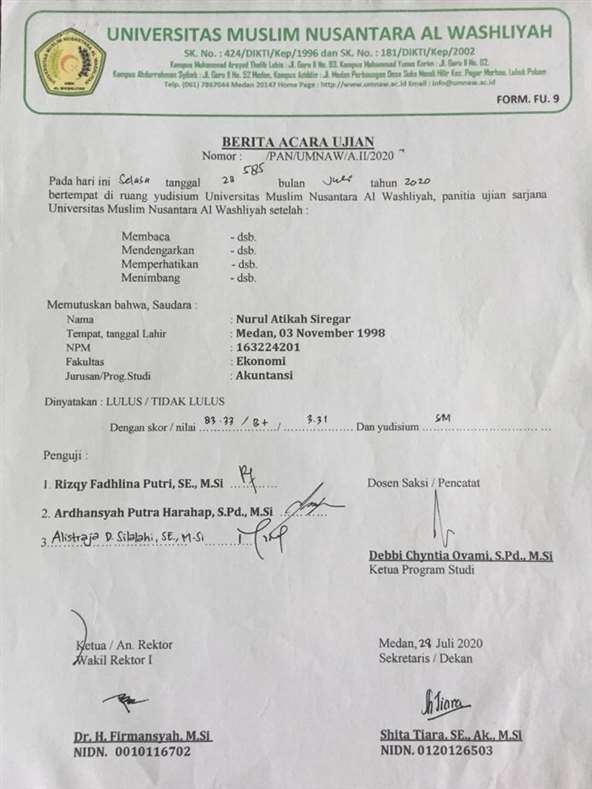 UNIVERSITAS MUSLIM NUSANTARA AL WASHLIYAH
SK. No. : 424/DIKTI/Kep/1996 dan SK. No. : 181/DIKTI/Kep/2002
Kampus Muhammad Arsyad Thalib Lubis : Jl. Garu II No. 93, Kampus Muhammad Yunus Karim : Jl. Garu II No. 02,
Kampus Abdurrahman Syihab : Jl. Garu II No. 52 Medan, Kampus Aziddin : Jl. Medan Perbaungan Desa Suka Mandi Hilir Kec. Pagar Merbau, Lubuk Pakam
Telp. (061) 7867044 Medan 20147 Home Page : http://www.umnaw.ac.id Email : info@umnaw.ac.id
FORM. FU. 9
BERITA ACARA UJIAN
Nomor : 585 /PAN/UMNAW/A.II/2020
Pada hari ini Selasa tanggal 28 bulan Juli tahun 2020
bertempat di ruang yudisium Universitas Muslim Nusantara Al Washliyah, panitia ujian sarjana
Universitas Muslim Nusantara Al Washliyah setelah :
Membaca - dsb.
Mendengarkan - dsb.
Memperhatikan - dsb.
Menimbang - dsb.
Memutuskan bahwa, Saudara :
Nama : Nurul Atikah Siregar
Tempat, tanggal Lahir : Medan, 03 November 1998
NPM : 163224201
Fakultas : Ekonomi
Jurusan/Prog.Studi : Akuntansi
Dinyatakan : LULUS / TIDAK LULUS
Dengan skor / nilai 83.77 / B+ / 3.31 Dan yudisium SM
Penguji :
1. Rizqy Fadhlina Putri, SE., M.Si
Dosen Saksi / Pencatat
2. Ardhansyah Putra Harahap, S.Pd., M.Si
3. Alistraja D. Silalahi, SE., M.Si
Debbi Chyntia Ovami, S.Pd., M.Si
Ketua Program Studi
Ketua / An. Rektor
Wakil Rektor I
Medan, 28 Juli 2020
Sekretaris / Dekan
Dr. H. Firmansyah, M.Si
NIDN. 0010116702
Shita Tiara, SE., Ak., M.Si
NIDN. 0120126503